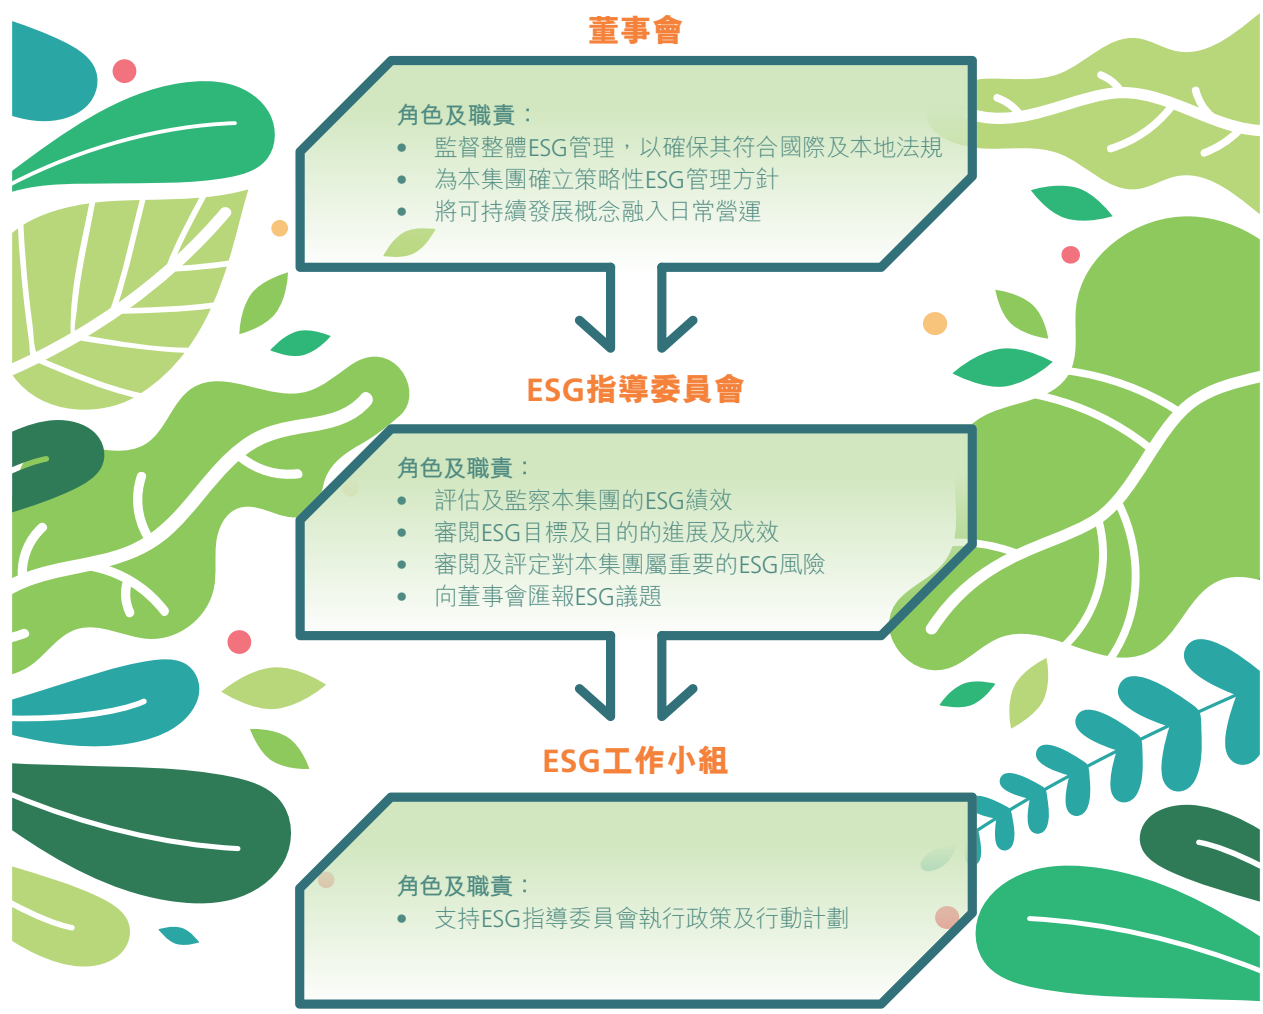 董事會
角色及職責：
• 監督整體ESG管理，以確保其符合國際及本地法規
• 為本集團確立策略性ESG管理方針
• 將可持續發展概念融入日常營運
ESG指導委員會
角色及職責：
• 評估及監察本集團的ESG績效
• 審閱ESG目標及目的的進展及成效
• 審閱及評定對本集團屬重要的ESG風險
• 向董事會匯報ESG議題
ESG工作小組
角色及職責：
• 支持ESG指導委員會執行政策及行動計劃